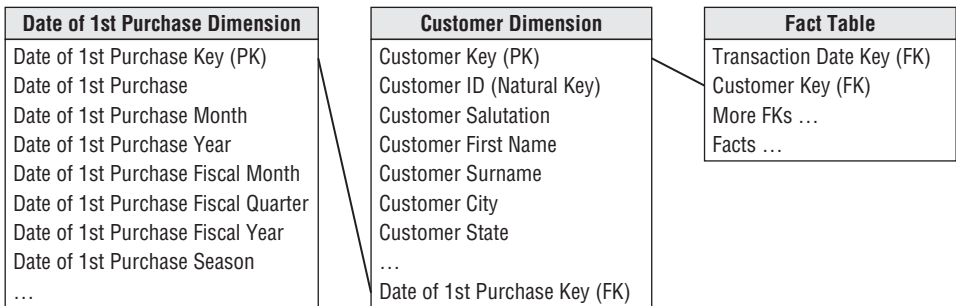 Date of 1st Purchase Dimension
Date of 1st Purchase Key (PK)
Date of 1st Purchase
Date of 1st Purchase Month
Date of 1st Purchase Year
Date of 1st Purchase Fiscal Month
Date of 1st Purchase Fiscal Quarter
Date of 1st Purchase Fiscal Year
Date of 1st Purchase Season
…
Customer Dimension
Customer Key (PK)
Customer ID (Natural Key)
Customer Salutation
Customer First Name
Customer Surname
Customer City
Customer State
…
Date of 1st Purchase Key (FK)
Fact Table
Transaction Date Key (FK)
Customer Key (FK)
More FKs …
Facts …